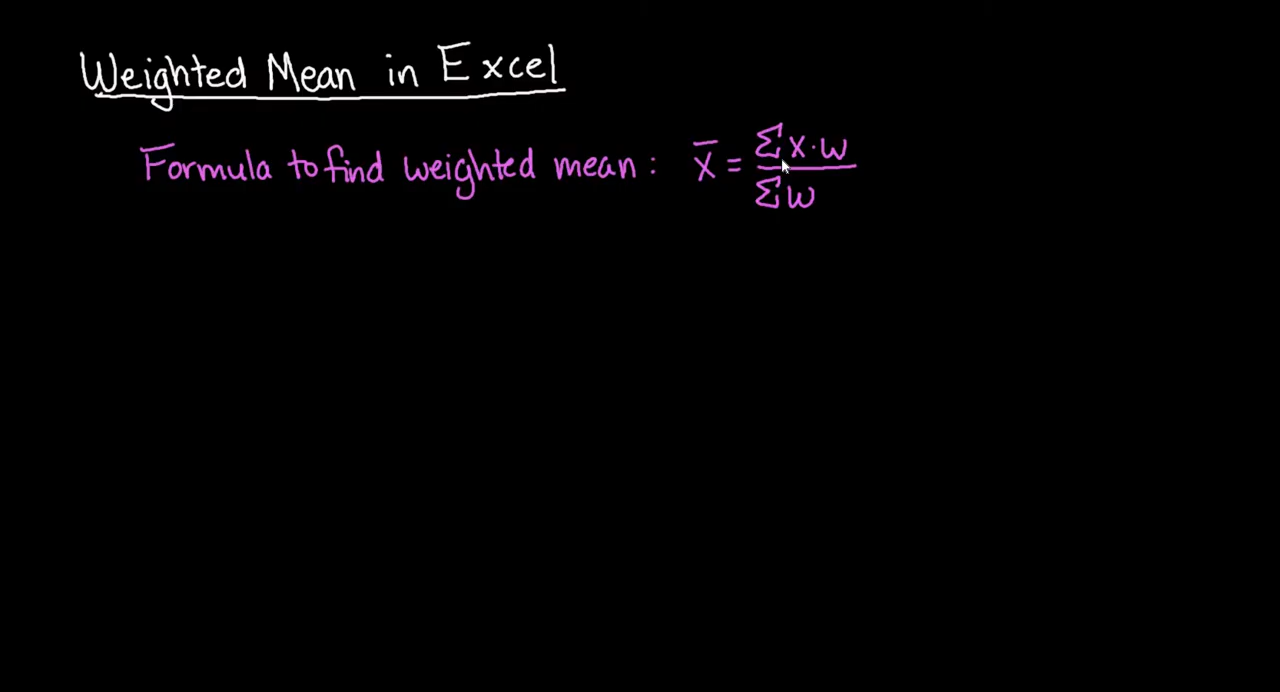 Weighted Mean in Excel
Formula to find weighted mean: x̄ = Σx·w / Σw